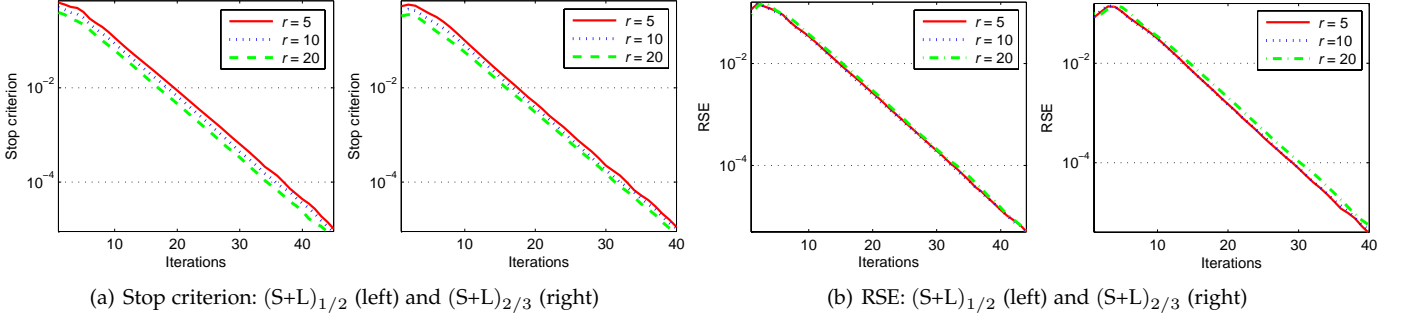 Stop criterion
10^{-2}
10^{-4}
10 20 30 40
Iterations
r = 5
r = 10
r = 20
Stop criterion
10^{-2}
10^{-4}
10 20 30 40
Iterations
r = 5
r = 10
r = 20
(a) Stop criterion: (S+L)_{1/2} (left) and (S+L)_{2/3} (right)
RSE
10^{-2}
10^{-4}
10 20 30 40
Iterations
r = 5
r = 10
r = 20
RSE
10^{-2}
10^{-4}
10 20 30 40
Iterations
r = 5
r =10
r = 20
(b) RSE: (S+L)_{1/2} (left) and (S+L)_{2/3} (right)